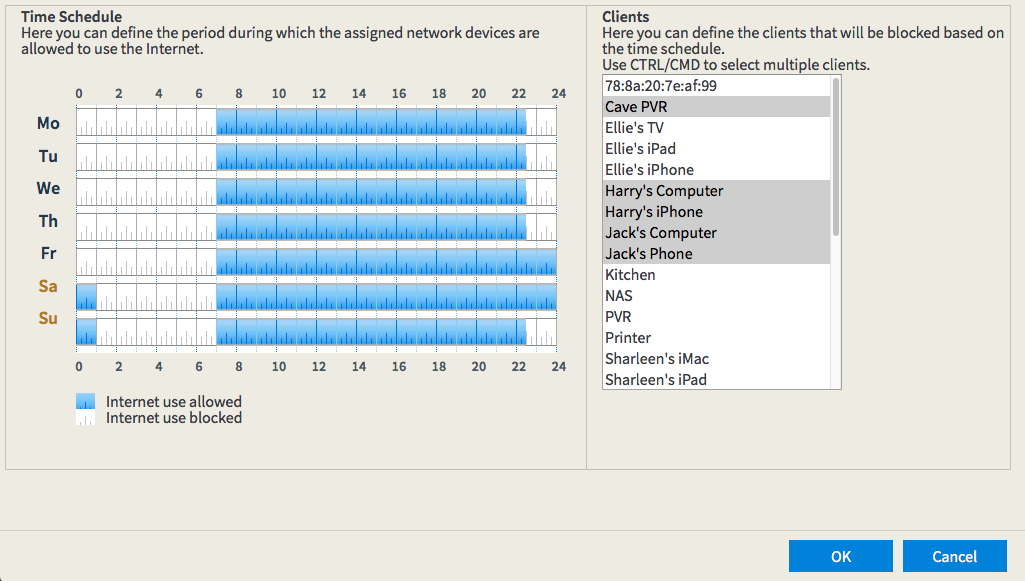 Time Schedule
Here you can define the period during which the assigned network devices are
allowed to use the Internet.
0 2 4 6 8 10 12 14 16 18 20 22 24
Mo
Tu
We
Th
Fr
Sa
Su
0 2 4 6 8 10 12 14 16 18 20 22 24
Internet use allowed
Internet use blocked
Clients
Here you can define the clients that will be blocked based on
the time schedule.
Use CTRL/CMD to select multiple clients.
78:8a:20:7e:af:99
Cave PVR
Ellie's TV
Ellie's iPad
Ellie's iPhone
Harry's Computer
Harry's iPhone
Jack's Computer
Jack's Phone
Kitchen
NAS
PVR
Printer
Sharleen's iMac
Sharleen's iPad
OK
Cancel